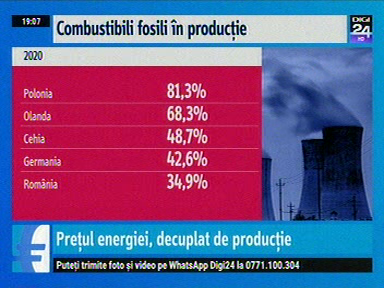 19:07
Combustibili fosili în producție
DIGI
24
HD
2020
Polonia 81,3%
Olanda 68,3%
Cehia 48,7%
Germania 42,6%
România 34,9%
Prețul energiei, decuplat de producție
Puteți trimite foto și video pe WhatsApp Digi24 la 0771.100.304